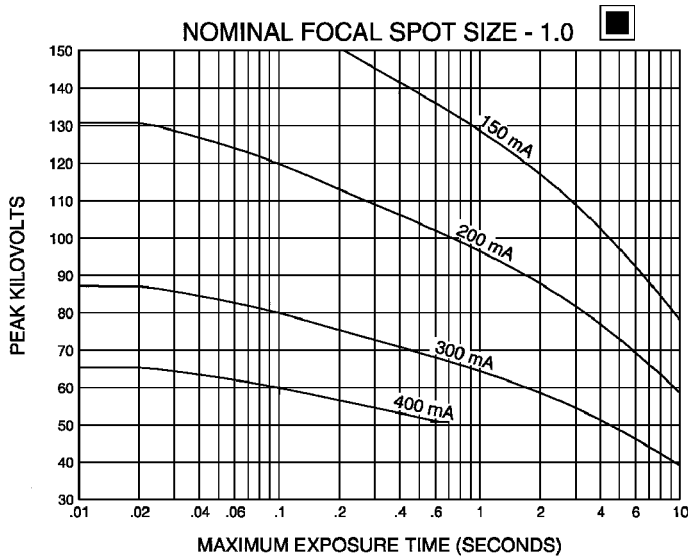 NOMINAL FOCAL SPOT SIZE - 1.0
150
140
130
120
110
100
90
80
70
60
50
40
30
PEAK KILOVOLTS
150 mA
200 mA
300 mA
400 mA
.01 .02 .04 .06 .1 .2 .4 .6 1 2 4 6 10
MAXIMUM EXPOSURE TIME (SECONDS)